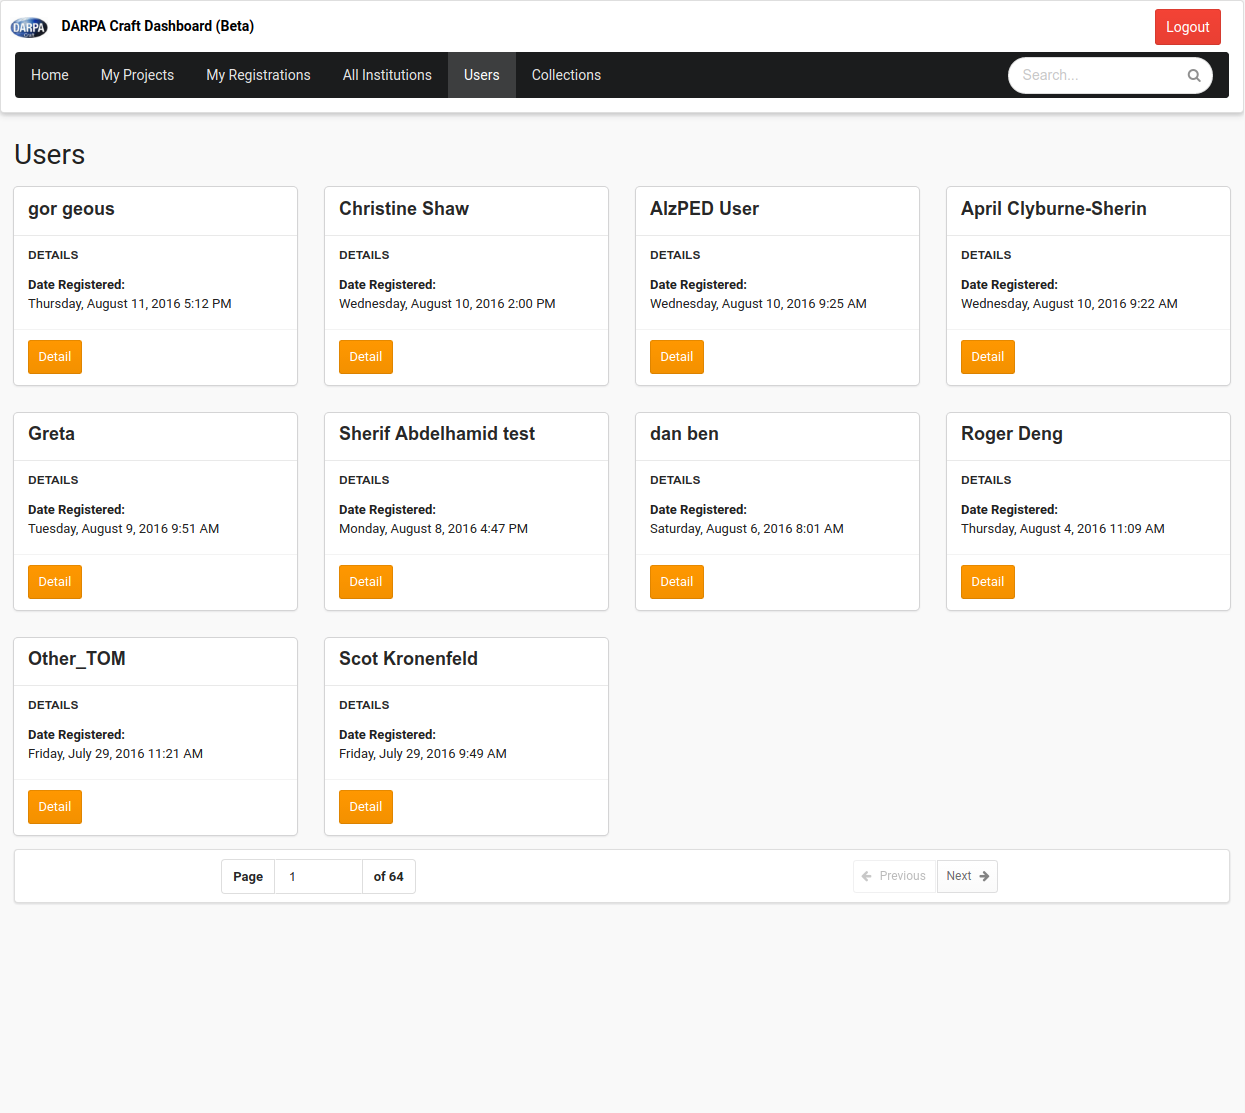 DARPA
DARPA Craft Dashboard (Beta)
Logout
Home My Projects My Registrations All Institutions Users Collections Search...
Users
gor geous
DETAILS
Date Registered:
Thursday, August 11, 2016 5:12 PM
Detail
Christine Shaw
DETAILS
Date Registered:
Wednesday, August 10, 2016 2:00 PM
Detail
AlzPED User
DETAILS
Date Registered:
Wednesday, August 10, 2016 9:25 AM
Detail
April Clyburne-Sherin
DETAILS
Date Registered:
Wednesday, August 10, 2016 9:22 AM
Detail
Greta
DETAILS
Date Registered:
Tuesday, August 9, 2016 9:51 AM
Detail
Sherif Abdelhamid test
DETAILS
Date Registered:
Monday, August 8, 2016 4:47 PM
Detail
dan ben
DETAILS
Date Registered:
Saturday, August 6, 2016 8:01 AM
Detail
Roger Deng
DETAILS
Date Registered:
Thursday, August 4, 2016 11:09 AM
Detail
Other_TOM
DETAILS
Date Registered:
Friday, July 29, 2016 11:21 AM
Detail
Scot Kronenfeld
DETAILS
Date Registered:
Friday, July 29, 2016 9:49 AM
Detail
Page 1 of 64
Previous Next